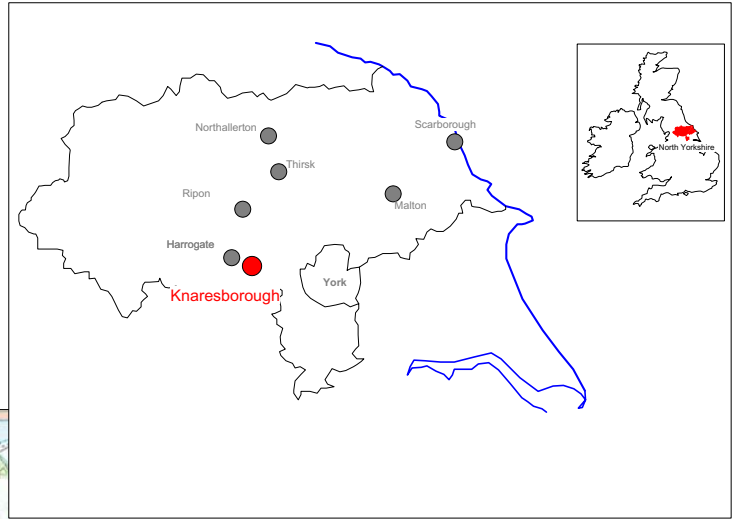 Scarborough
Northallerton
North Yorkshire
Thirsk
Ripon
Malton
Harrogate
York
Knaresborough